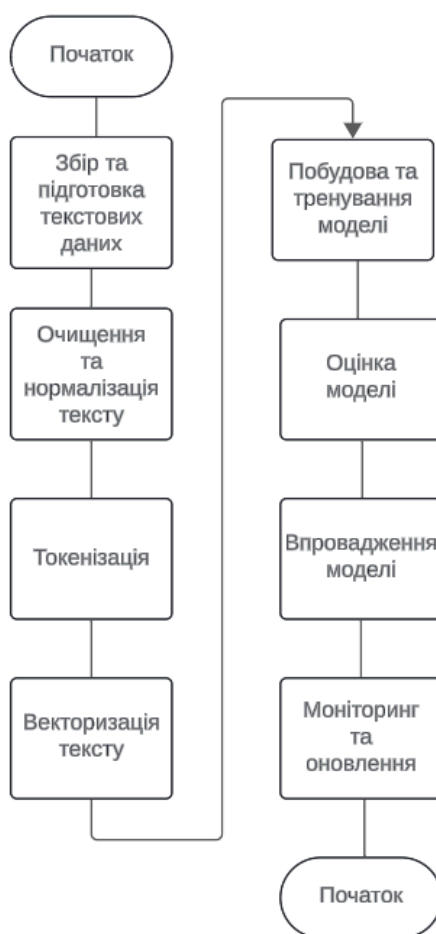 Початок
Збір та
підготовка
текстових
даних
Очищення
та
нормалізація
тексту
Токенізація
Векторизація
тексту
Побудова та
тренування
моделі
Оцінка
моделі
Впровадження
моделі
Моніторинг
та
оновлення
Початок